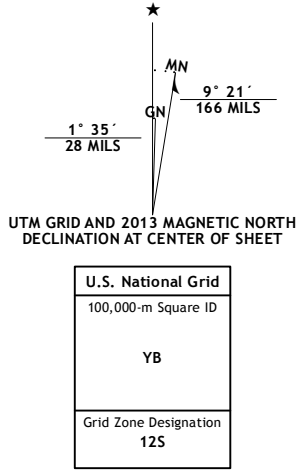 ★
MN
9° 21´
166 MILS
GN
1° 35´
28 MILS
UTM GRID AND 2013 MAGNETIC NORTH
DECLINATION AT CENTER OF SHEET
U.S. National Grid
100,000-m Square ID
YB
Grid Zone Designation
12S